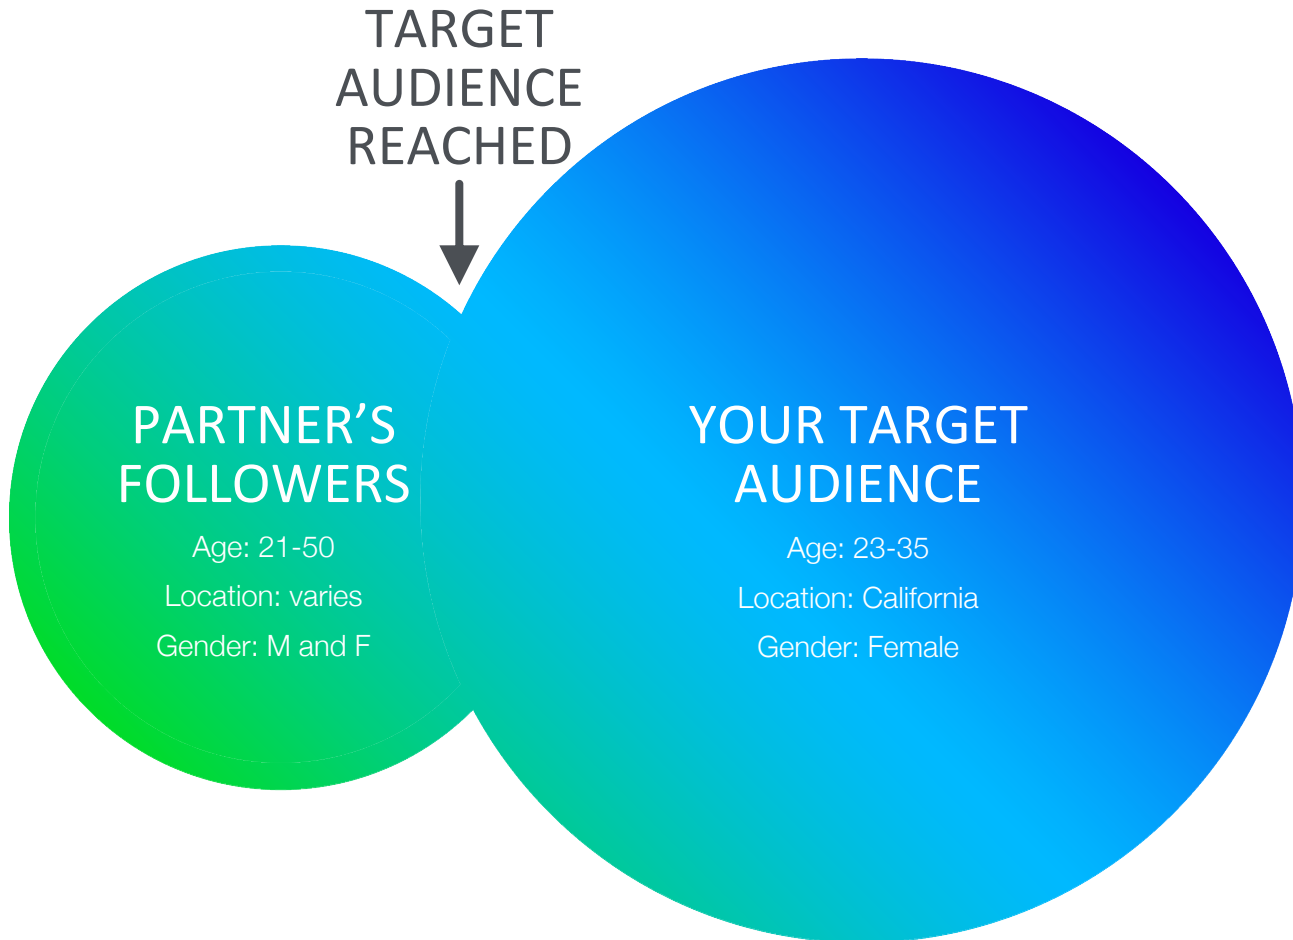 TARGET
AUDIENCE
REACHED
PARTNER’S
FOLLOWERS
Age: 21-50
Location: varies
Gender: M and F
YOUR TARGET
AUDIENCE
Age: 23-35
Location: California
Gender: Female